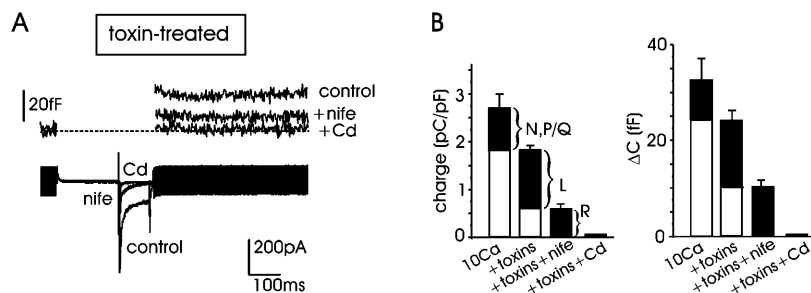 A
toxin-treated
20fF
control
+nife
+Cd
Cd
nife
control
200pA
100ms
B
charge (pC/pF)
3
2
1
0
N,P/Q
L
R
10Ca
+toxins
+toxins+nife
+toxins+Cd
ΔC (fF)
40
20
0
10Ca
+toxins
+toxins+nife
+toxins+Cd